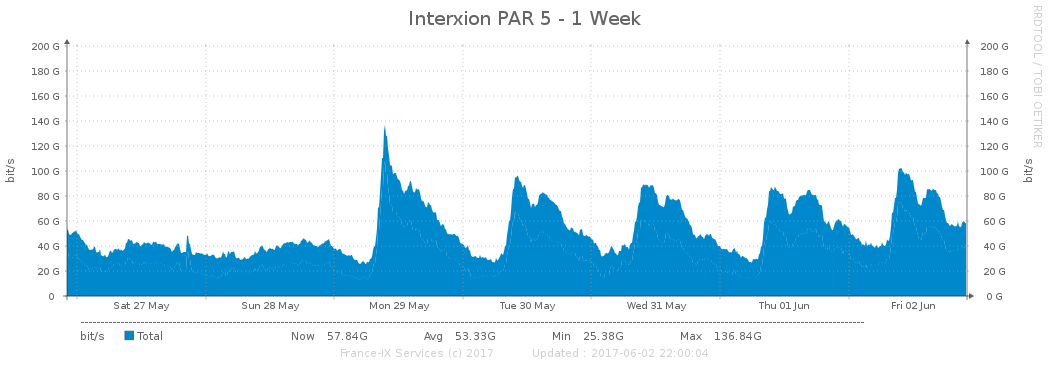 Interxion PAR 5 - 1 Week
RRDTOOL / TOBI OETIKER
bit/s
200 G 200 G
180 G 180 G
160 G 160 G
140 G 140 G
120 G 120 G
100 G 100 G
80 G 80 G
60 G 60 G
40 G 40 G
20 G 20 G
0 0 G
bit/s
Sat 27 May Sun 28 May Mon 29 May Tue 30 May Wed 31 May Thu 01 Jun Fri 02 Jun
bit/s Total Now 57.84G Avg 53.33G Min 25.38G Max 136.84G
France-IX Services (c) 2017 Updated : 2017-06-02 22:00:04